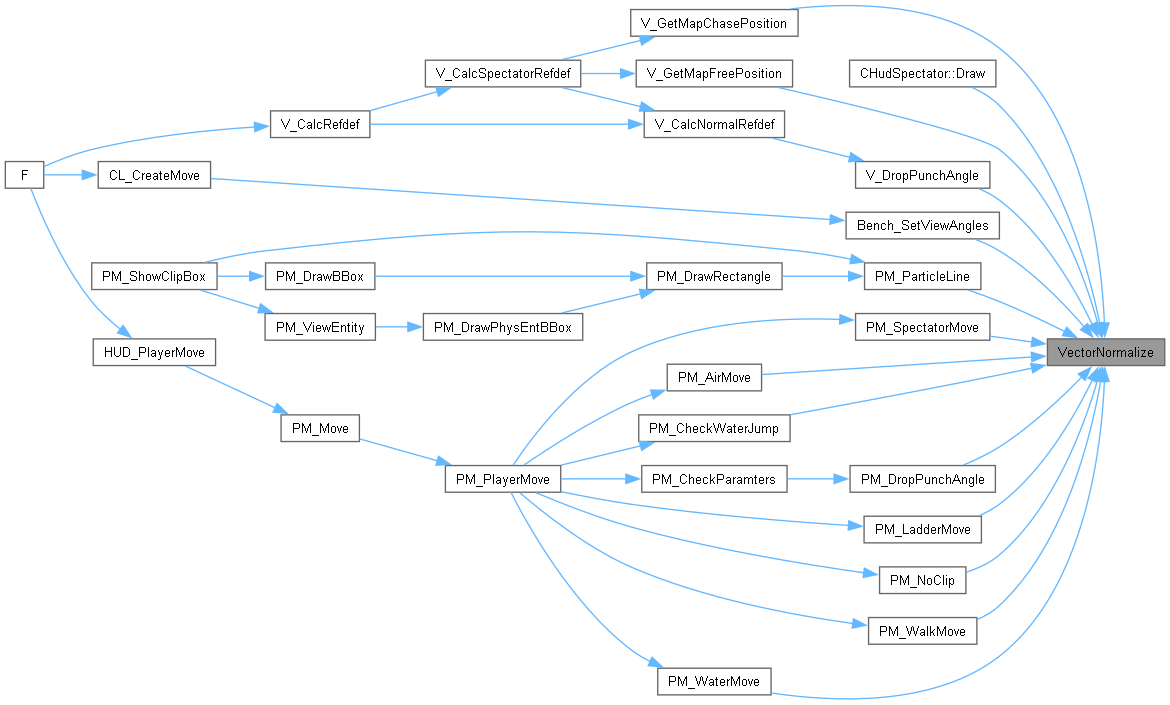 V_GetMapChasePosition
V_CalcSpectatorRefdef
V_GetMapFreePosition
CHudSpectator::Draw
V_CalcRefdef
V_CalcNormalRefdef
F
CL_CreateMove
V_DropPunchAngle
Bench_SetViewAngles
PM_ShowClipBox
PM_DrawBBox
PM_DrawRectangle
PM_ParticleLine
PM_ViewEntity
PM_DrawPhysEntBBox
PM_SpectatorMove
HUD_PlayerMove
VectorNormalize
PM_AirMove
PM_Move
PM_CheckWaterJump
PM_PlayerMove
PM_CheckParamters
PM_DropPunchAngle
PM_LadderMove
PM_NoClip
PM_WalkMove
PM_WaterMove